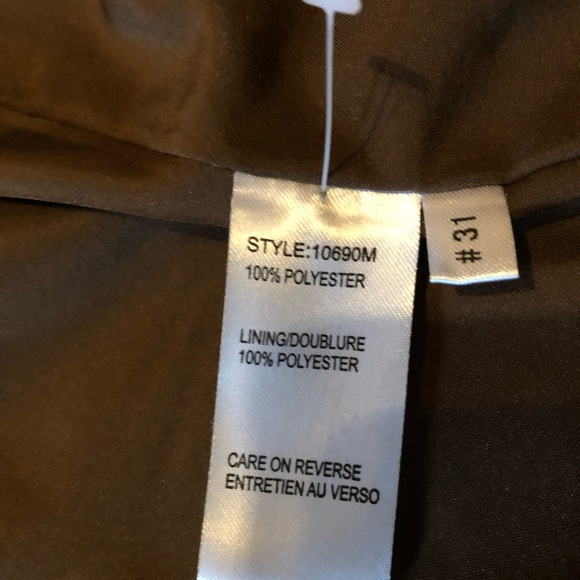 STYLE:10690M
100% POLYESTER
LINING/DOUBLURE
100% POLYESTER
CARE ON REVERSE
ENTRETIEN AU VERSO
#31